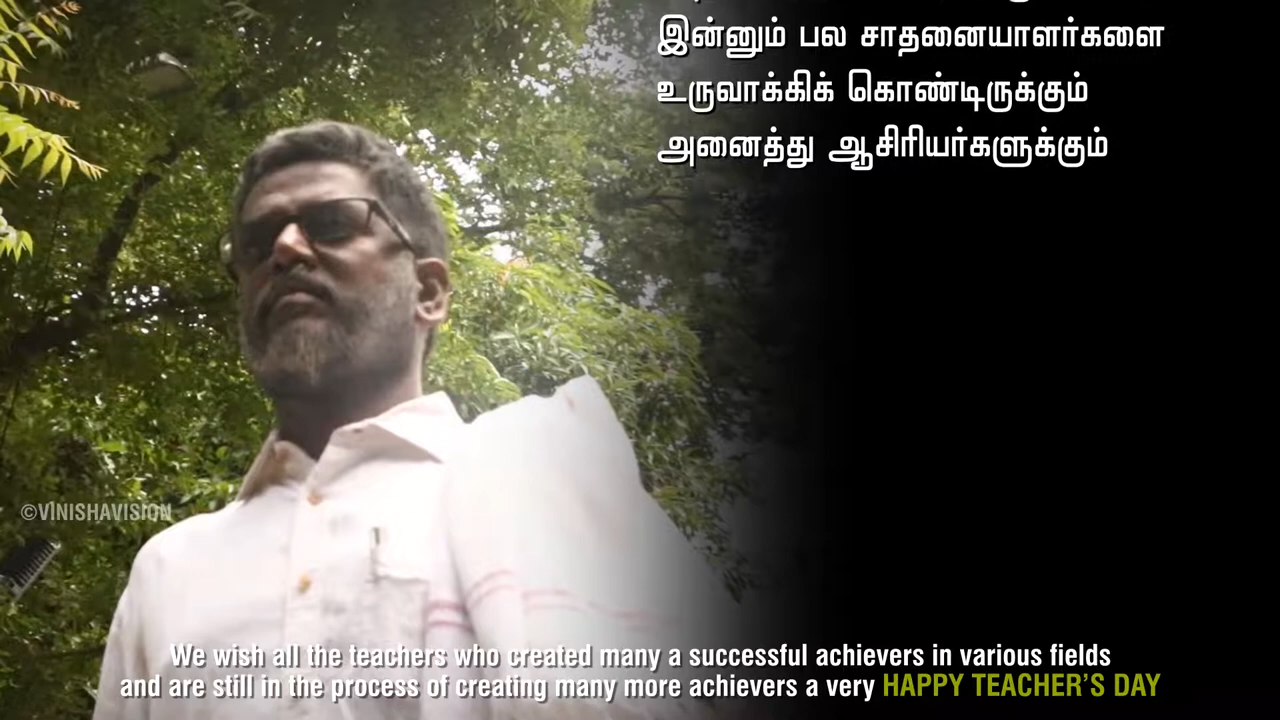 இன்னும் பல சாதனையாளர்களை
உருவாக்கிக் கொண்டிருக்கும்
அனைத்து ஆசிரியர்களுக்கும்
©VINISHAVISION
We wish all the teachers who created many a successful achievers in various fields
and are still in the process of creating many more achievers a very HAPPY TEACHER'S DAY